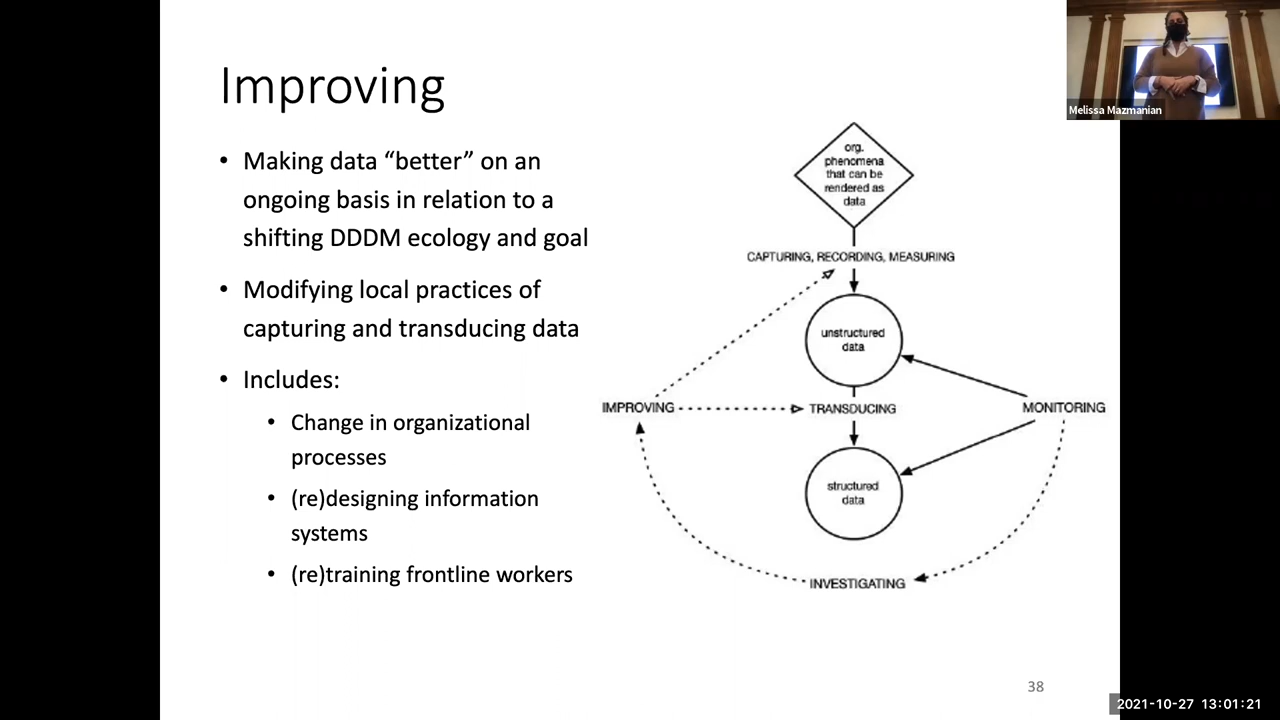 Improving
• Making data “better” on an
ongoing basis in relation to a
shifting DDDM ecology and goal
• Modifying local practices of
capturing and transducing data
• Includes:
• Change in organizational
processes
• (re)designing information
systems
• (re)training frontline workers
org.
phenomena
that can be
rendered as
data
CAPTURING, RECORDING, MEASURING
unstructured
data
IMPROVING
TRANSDUCING
MONITORING
structured
data
INVESTIGATING
38
Melissa Mazmanian
2021-10-27 13:01:21